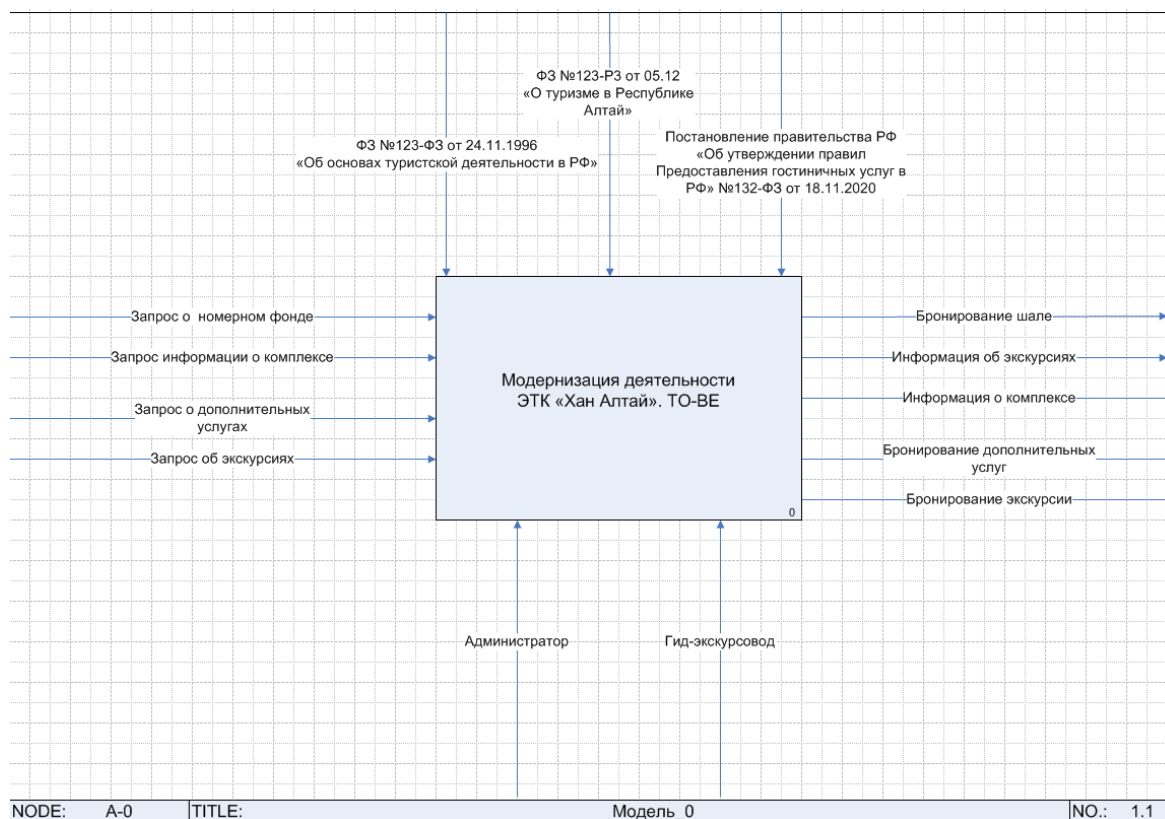 ФЗ №123-РЗ от 05.12
«О туризме в Республике
Алтай»
ФЗ №123-ФЗ от 24.11.1996
«Об основах туристской деятельности в РФ»
Постановление правительства РФ
«Об утверждении правил
Предоставления гостиничных услуг в
РФ» №132-ФЗ от 18.11.2020
Запрос о номерном фонде
Запрос информации о комплексе
Запрос о дополнительных
услугах
Запрос об экскурсиях
Модернизация деятельности
ЭТК «Хан Алтай». TO-BE
0
Бронирование шале
Информация об экскурсиях
Информация о комплексе
Бронирование дополнительных
услуг
Бронирование экскурсии
Администратор
Гид-экскурсовод
NODE: A-0 TITLE: Модель 0 NO.: 1.1